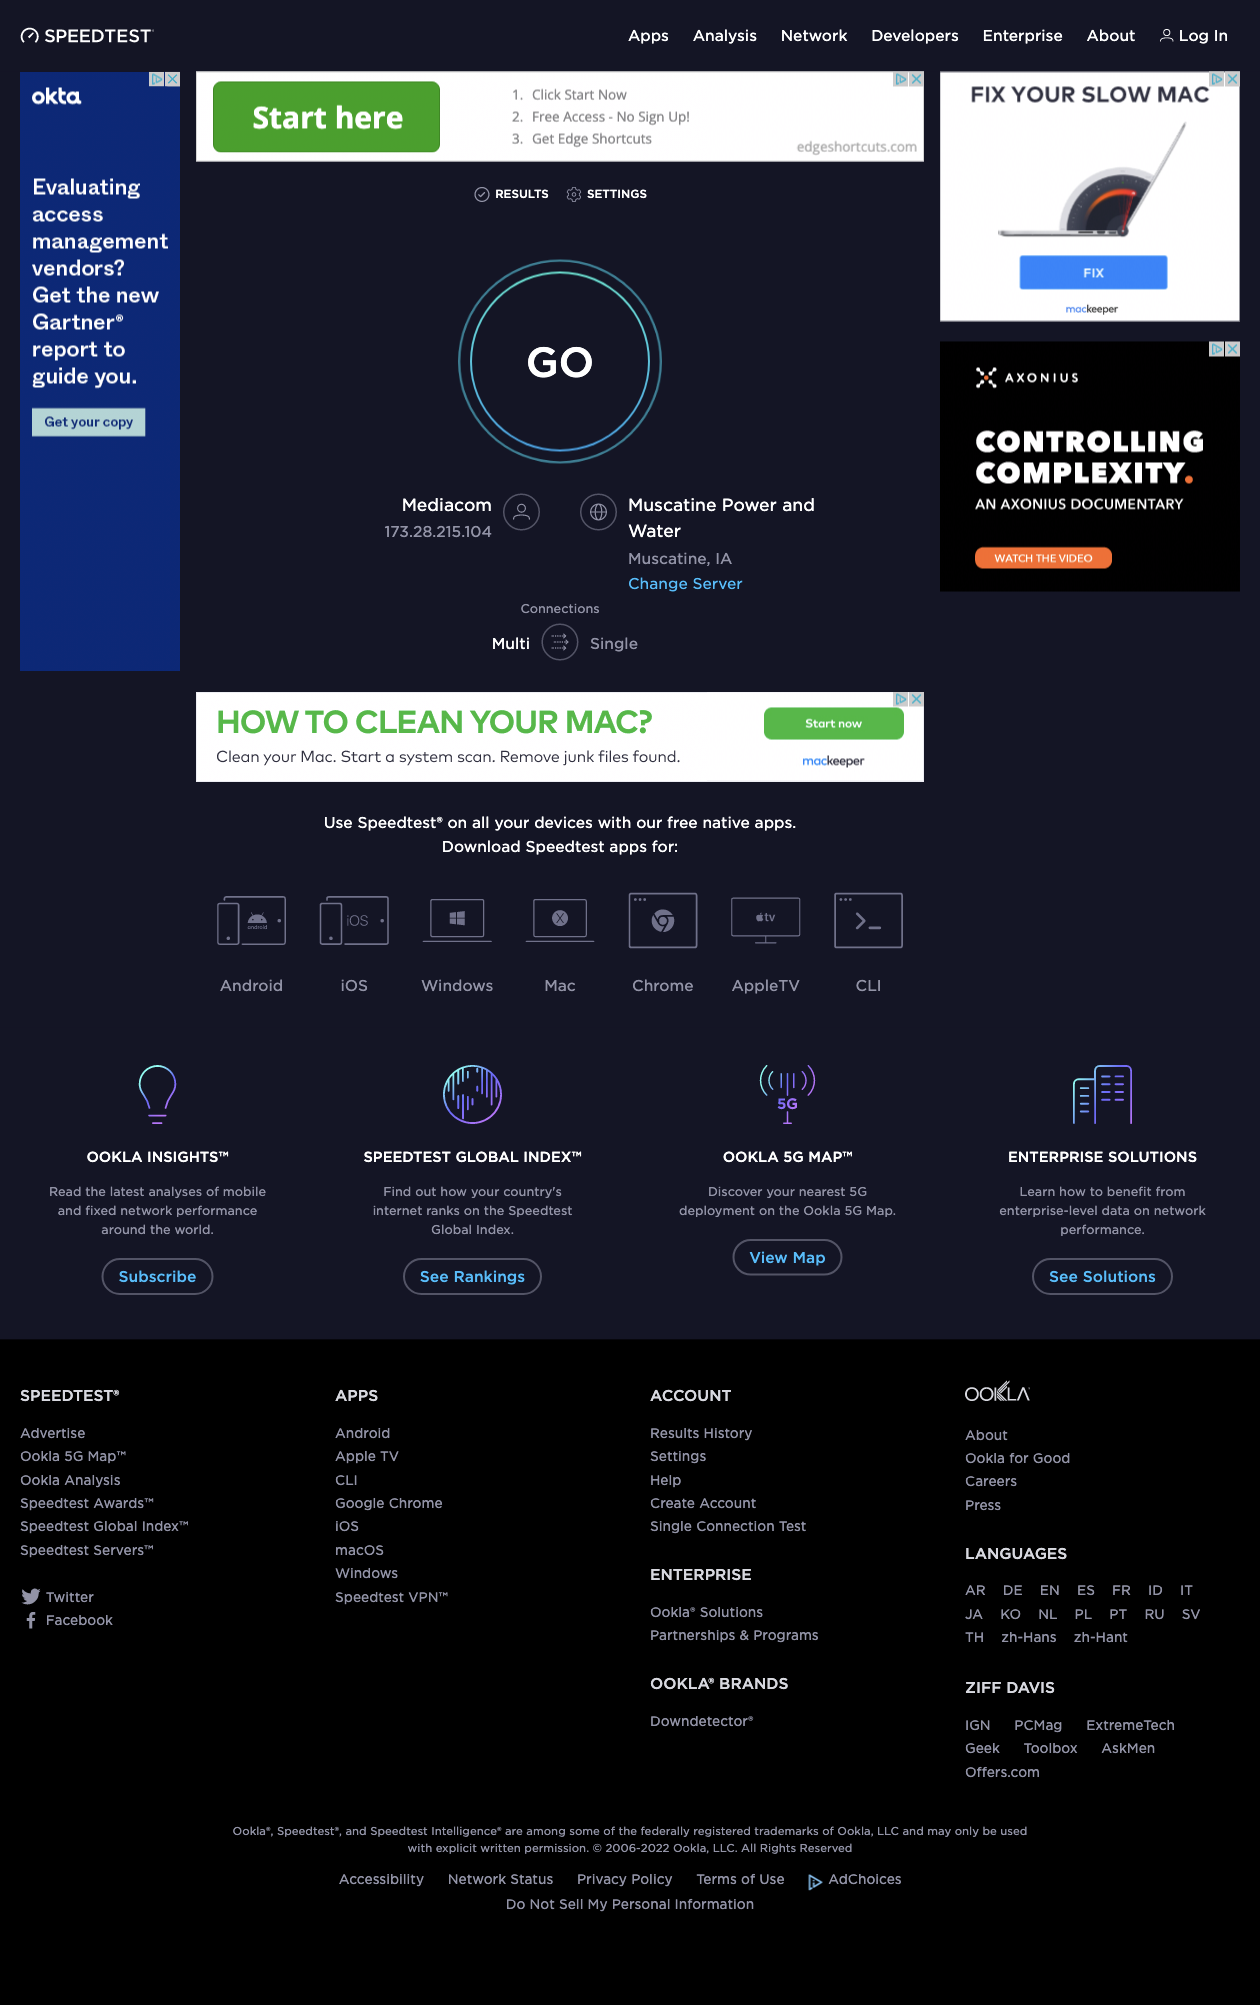 SPEEDTEST
Apps Analysis Network Developers Enterprise About Log In
okta
Evaluating
access
management
vendors?
Get the new
Gartner®
report to
guide you.
Get your copy
Start here
1. Click Start Now
2. Free Access - No Sign Up!
3. Get Edge Shortcuts
edgeshortcuts.com
FIX YOUR SLOW MAC
FIX
mackeeper
RESULTS SETTINGS
GO
AXONIUS
CONTROLLING
COMPLEXITY.
AN AXONIUS DOCUMENTARY
WATCH THE VIDEO
Mediacom
173.28.215.104
Muscatine Power and
Water
Muscatine, IA
Change Server
Connections
Multi Single
HOW TO CLEAN YOUR MAC?
Clean your Mac. Start a system scan. Remove junk files found.
Start now
mackeeper
Use Speedtest® on all your devices with our free native apps.
Download Speedtest apps for:
android
iOS
X
tv
Android iOS Windows Mac Chrome AppleTV CLI
5G
OOKLA INSIGHTS™
Read the latest analyses of mobile
and fixed network performance
around the world.
Subscribe
SPEEDTEST GLOBAL INDEX™
Find out how your country's
internet ranks on the Speedtest
Global Index.
See Rankings
OOKLA 5G MAP™
Discover your nearest 5G
deployment on the Ookla 5G Map.
View Map
ENTERPRISE SOLUTIONS
Learn how to benefit from
enterprise-level data on network
performance.
See Solutions
SPEEDTEST®
Advertise
Ookla 5G Map™
Ookla Analysis
Speedtest Awards™
Speedtest Global Index™
Speedtest Servers™
Twitter
Facebook
APPS
Android
Apple TV
CLI
Google Chrome
iOS
macOS
Windows
Speedtest VPN™
ACCOUNT
Results History
Settings
Help
Create Account
Single Connection Test
ENTERPRISE
Ookla® Solutions
Partnerships & Programs
OOKLA® BRANDS
Downdetector®
OOKLA
About
Ookla for Good
Careers
Press
LANGUAGES
AR DE EN ES FR ID IT
JA KO NL PL PT RU SV
TH zh-Hans zh-Hant
ZIFF DAVIS
IGN PCMag ExtremeTech
Geek Toolbox AskMen
Offers.com
Ookla®, Speedtest®, and Speedtest Intelligence® are among some of the federally registered trademarks of Ookla, LLC and may only be used
with explicit written permission. © 2006-2022 Ookla, LLC. All Rights Reserved
Accessibility Network Status Privacy Policy Terms of Use AdChoices
Do Not Sell My Personal Information